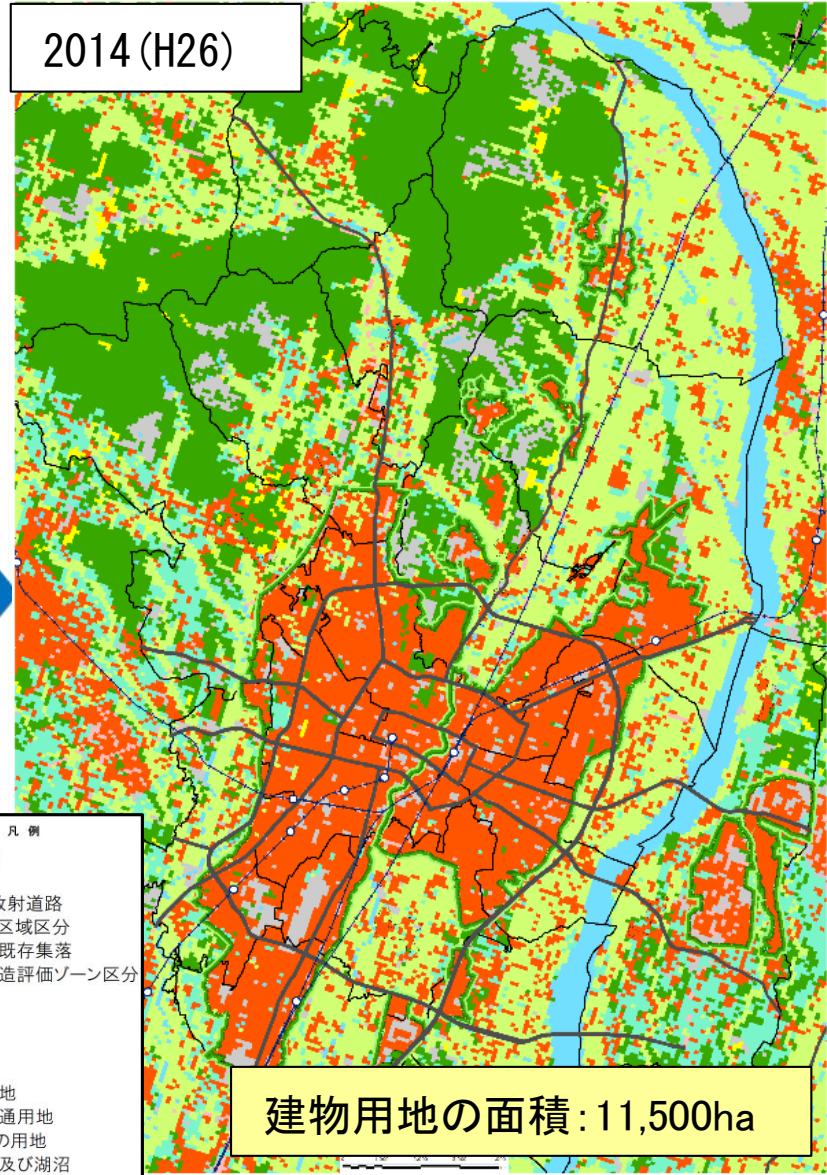 2014(H26)
凡例
射道路
区域区分
既存集落
造評価ゾーン区分
地
通用地
の用地
及び湖沼
建物用地の面積:11,500ha